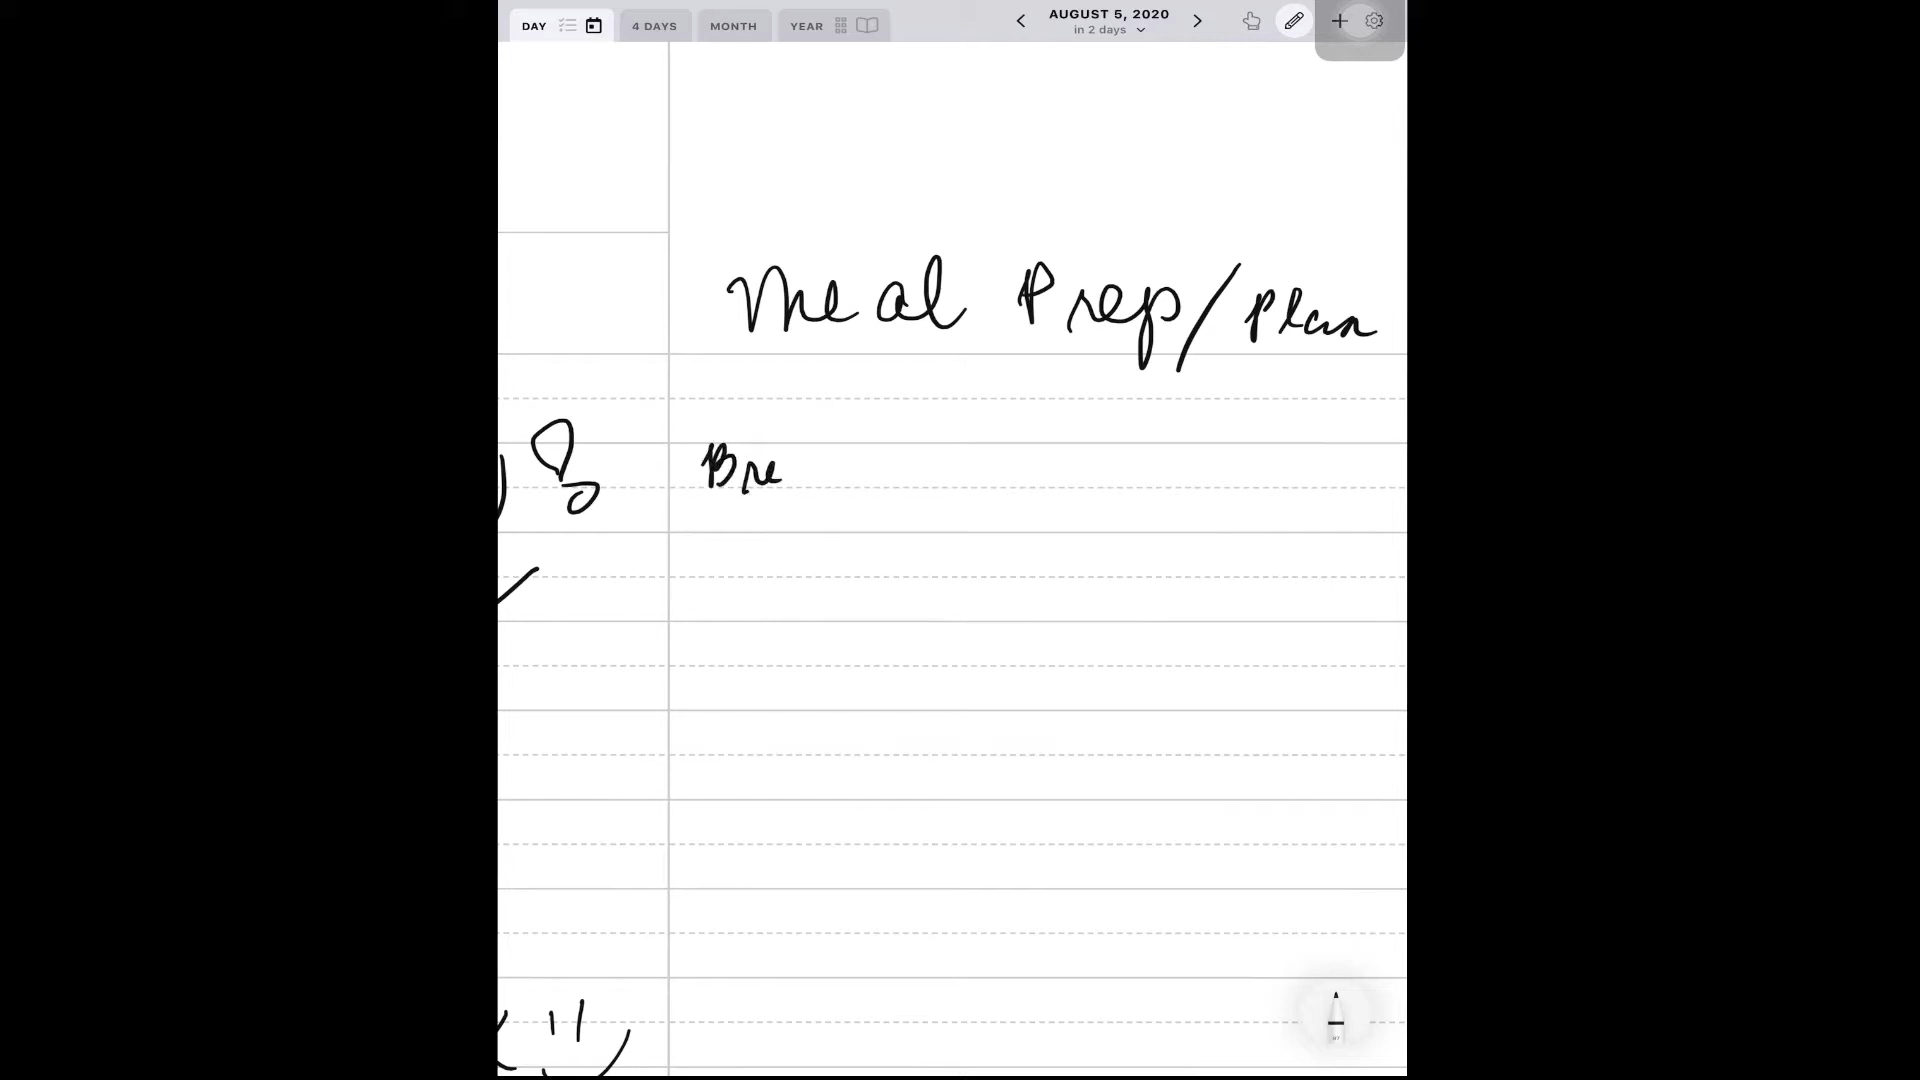 DAY 4 DAYS MONTH YEAR AUGUST 5, 2020
in 2 days
Meal Prep/Plan
Bre